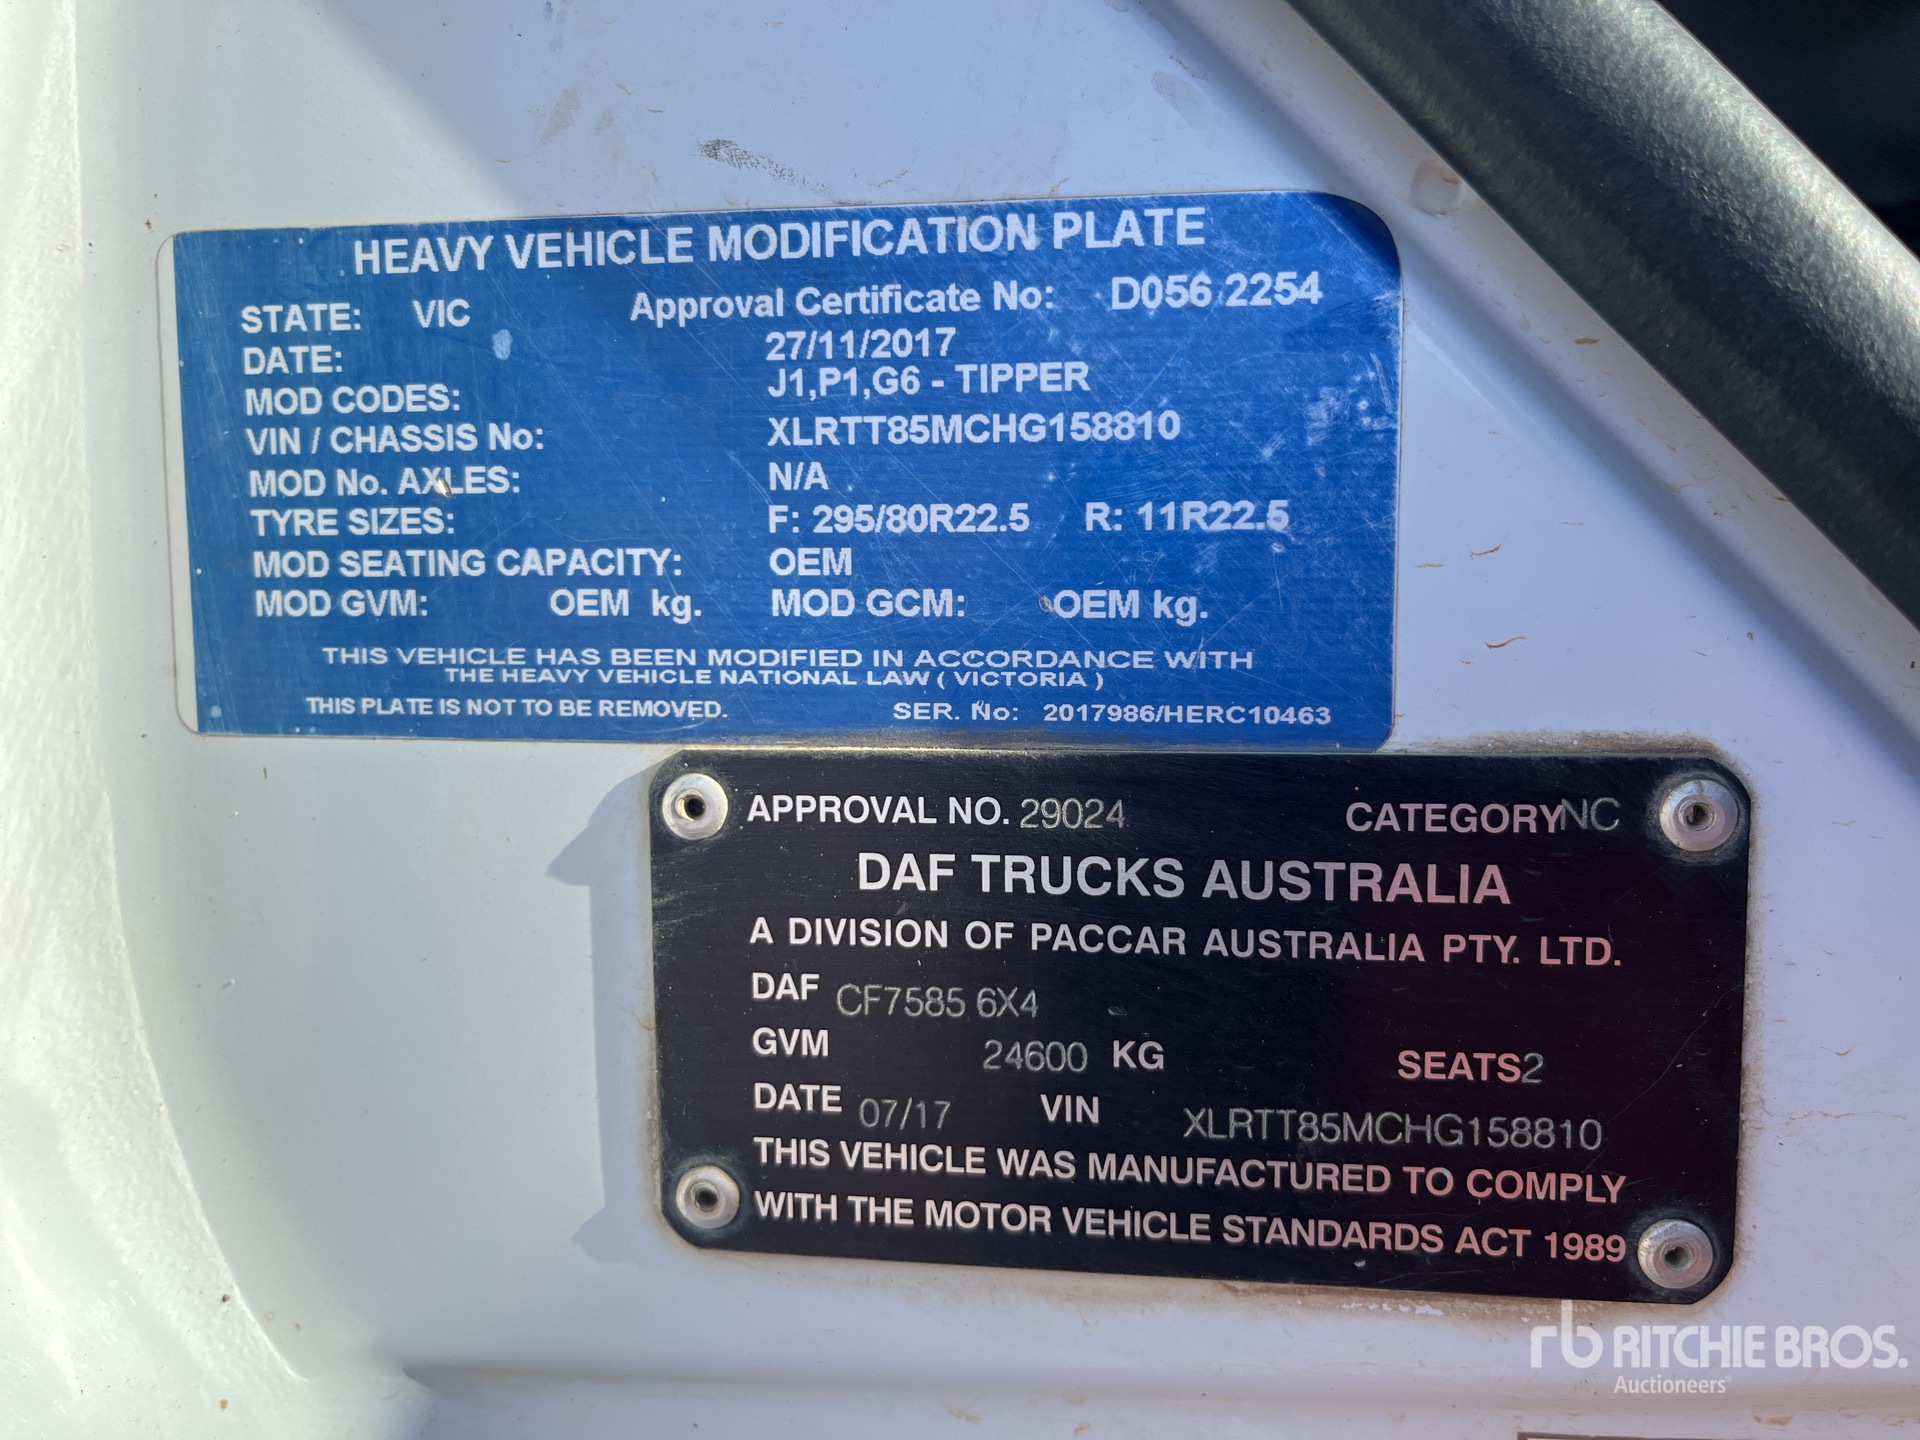 HEAVY VEHICLE MODIFICATION PLATE
STATE: VIC Approval Certificate No: D056 2254
DATE: 27/11/2017
MOD CODES: J1,P1,G6 - TIPPER
VIN / CHASSIS No: XLRTT85MCHG158810
MOD No. AXLES: N/A
TYRE SIZES: F: 295/80R22.5 R: 11R22.5
MOD SEATING CAPACITY: OEM
MOD GVM: OEM kg. MOD GCM: OEM kg.
THIS VEHICLE HAS BEEN MODIFIED IN ACCORDANCE WITH
THE HEAVY VEHICLE NATIONAL LAW ( VICTORIA )
THIS PLATE IS NOT TO BE REMOVED. SER. No: 2017986/HERC10463
APPROVAL NO. 29024 CATEGORY NC
DAF TRUCKS AUSTRALIA
A DIVISION OF PACCAR AUSTRALIA PTY. LTD.
DAF CF7585 6X4
GVM 24600 KG SEATS 2
DATE 07/17 VIN XLRTT85MCHG158810
THIS VEHICLE WAS MANUFACTURED TO COMPLY
WITH THE MOTOR VEHICLE STANDARDS ACT 1989
rb RITCHIE BROS.
Auctioneers